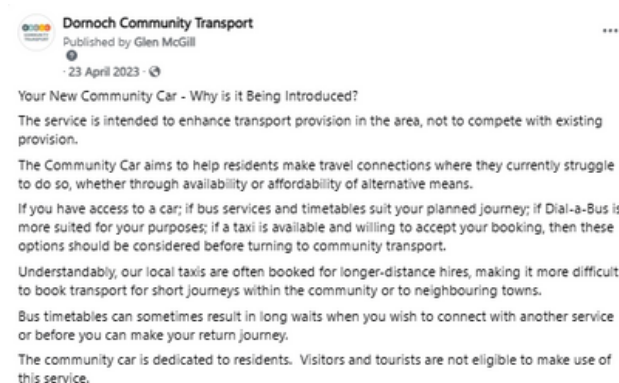 Dornoch Community Transport
Published by Glen McGill
· 23 April 2023 ·
Your New Community Car - Why is it Being Introduced?
The service is intended to enhance transport provision in the area, not to compete with existing
provision.
The Community Car aims to help residents make travel connections where they currently struggle
to do so, whether through availability or affordability of alternative means.
If you have access to a car; if bus services and timetables suit your planned journey; if Dial-a-Bus is
more suited for your purposes; if a taxi is available and willing to accept your booking, then these
options should be considered before turning to community transport.
Understandably, our local taxis are often booked for longer-distance hires, making it more difficult
to book transport for short journeys within the community or to neighbouring towns.
Bus timetables can sometimes result in long waits when you wish to connect with another service
or before you can make your return journey.
The community car is dedicated to residents. Visitors and tourists are not eligible to make use of
this service.